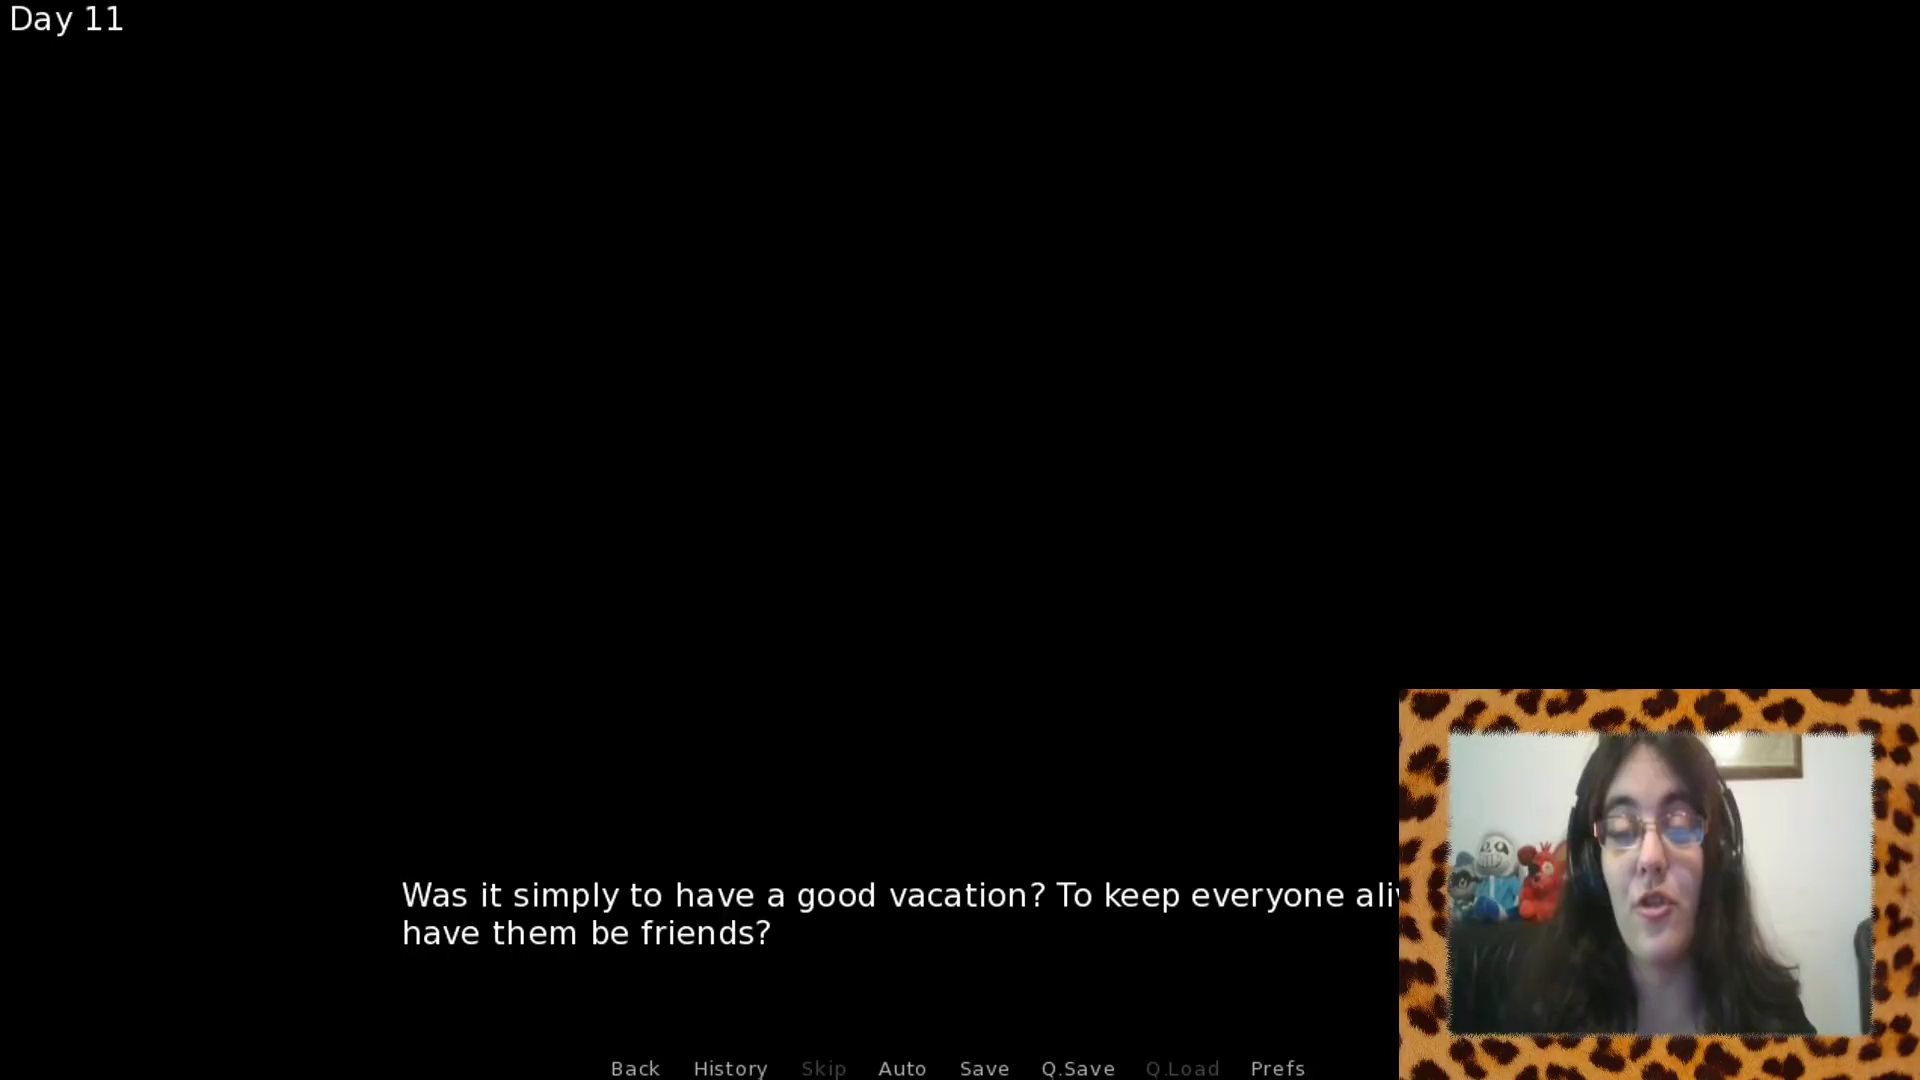 Day 11
Was it simply to have a good vacation? To keep everyone
have them be friends?
Back History Skip Auto Save Q.Save Q.Load Prefs